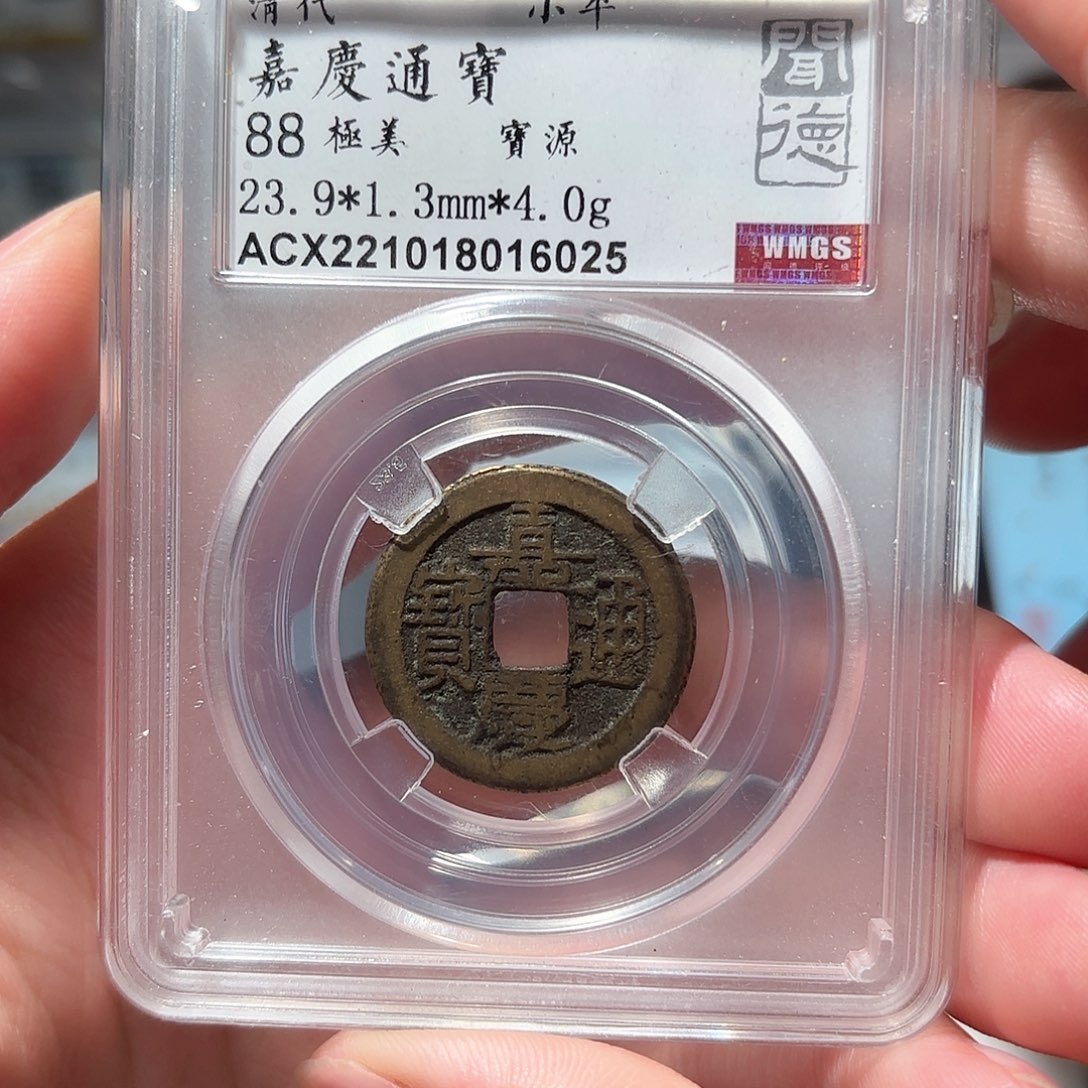 清代 小平
嘉慶通寶
88 極美 寶源
23.9*1.3mm*4.0g
ACX221018016025
聞德
WMGS
嘉慶通寶